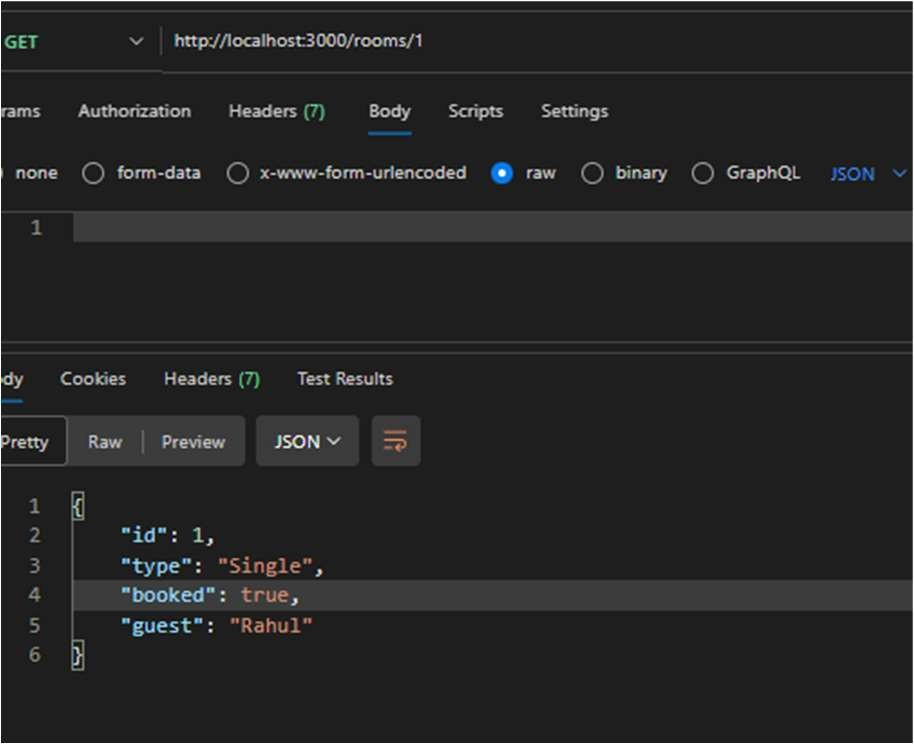 GET http://localhost:3000/rooms/1
rams Authorization Headers (7) Body Scripts Settings
none form-data x-www-form-urlencoded raw binary GraphQL JSON
1
dy Cookies Headers (7) Test Results
Pretty Raw Preview JSON
1 {
2 "id": 1,
3 "type": "Single",
4 "booked": true,
5 "guest": "Rahul"
6 }